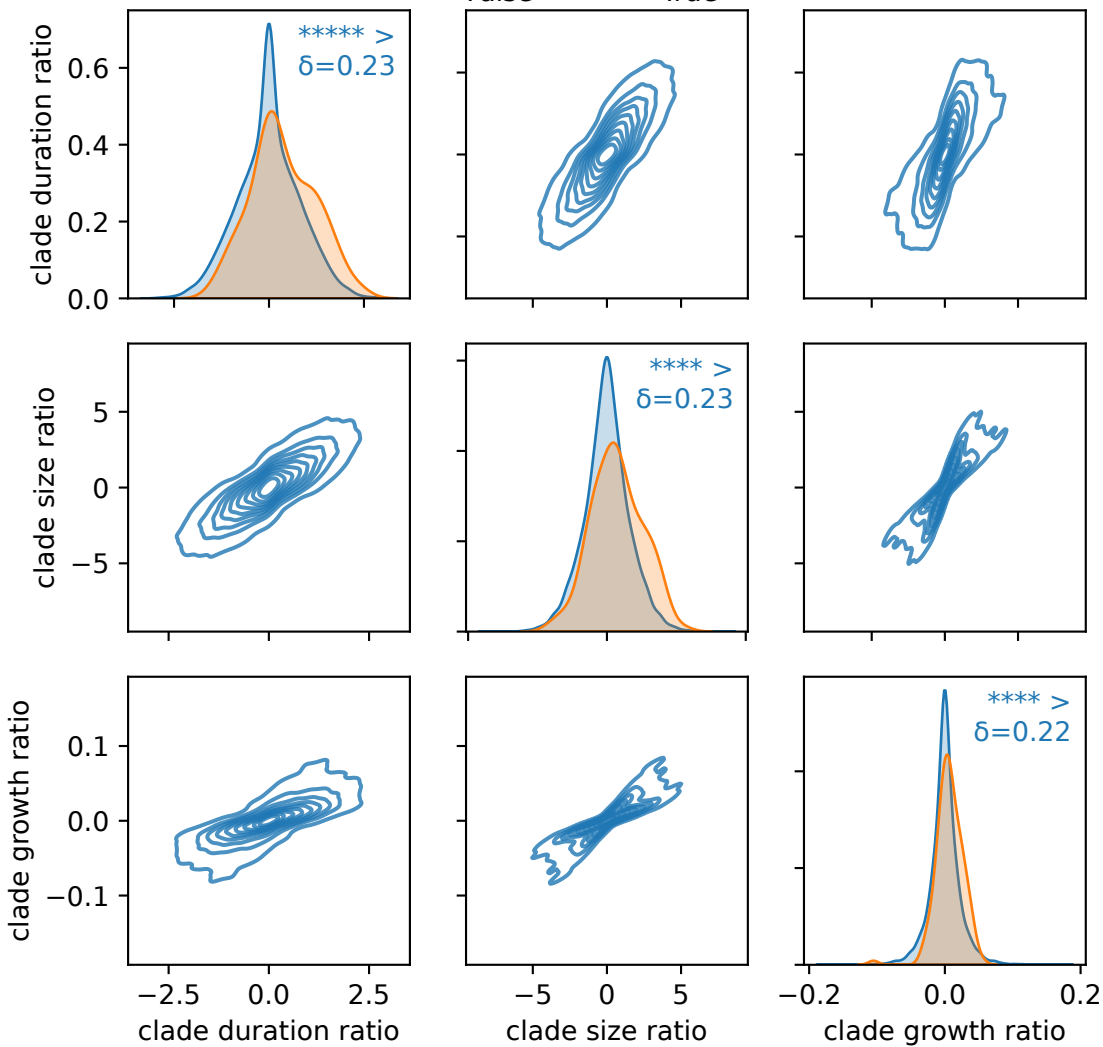 clade duration ratio
0.6
0.4
0.2
0.0
***** >
δ=0.23
clade size ratio
5
0
−5
**** >
δ=0.23
clade growth ratio
0.1
0.0
−0.1
**** >
δ=0.22
−2.5 0.0 2.5
−5 0 5
−0.2 0.0 0.2
clade duration ratio
clade size ratio
clade growth ratio